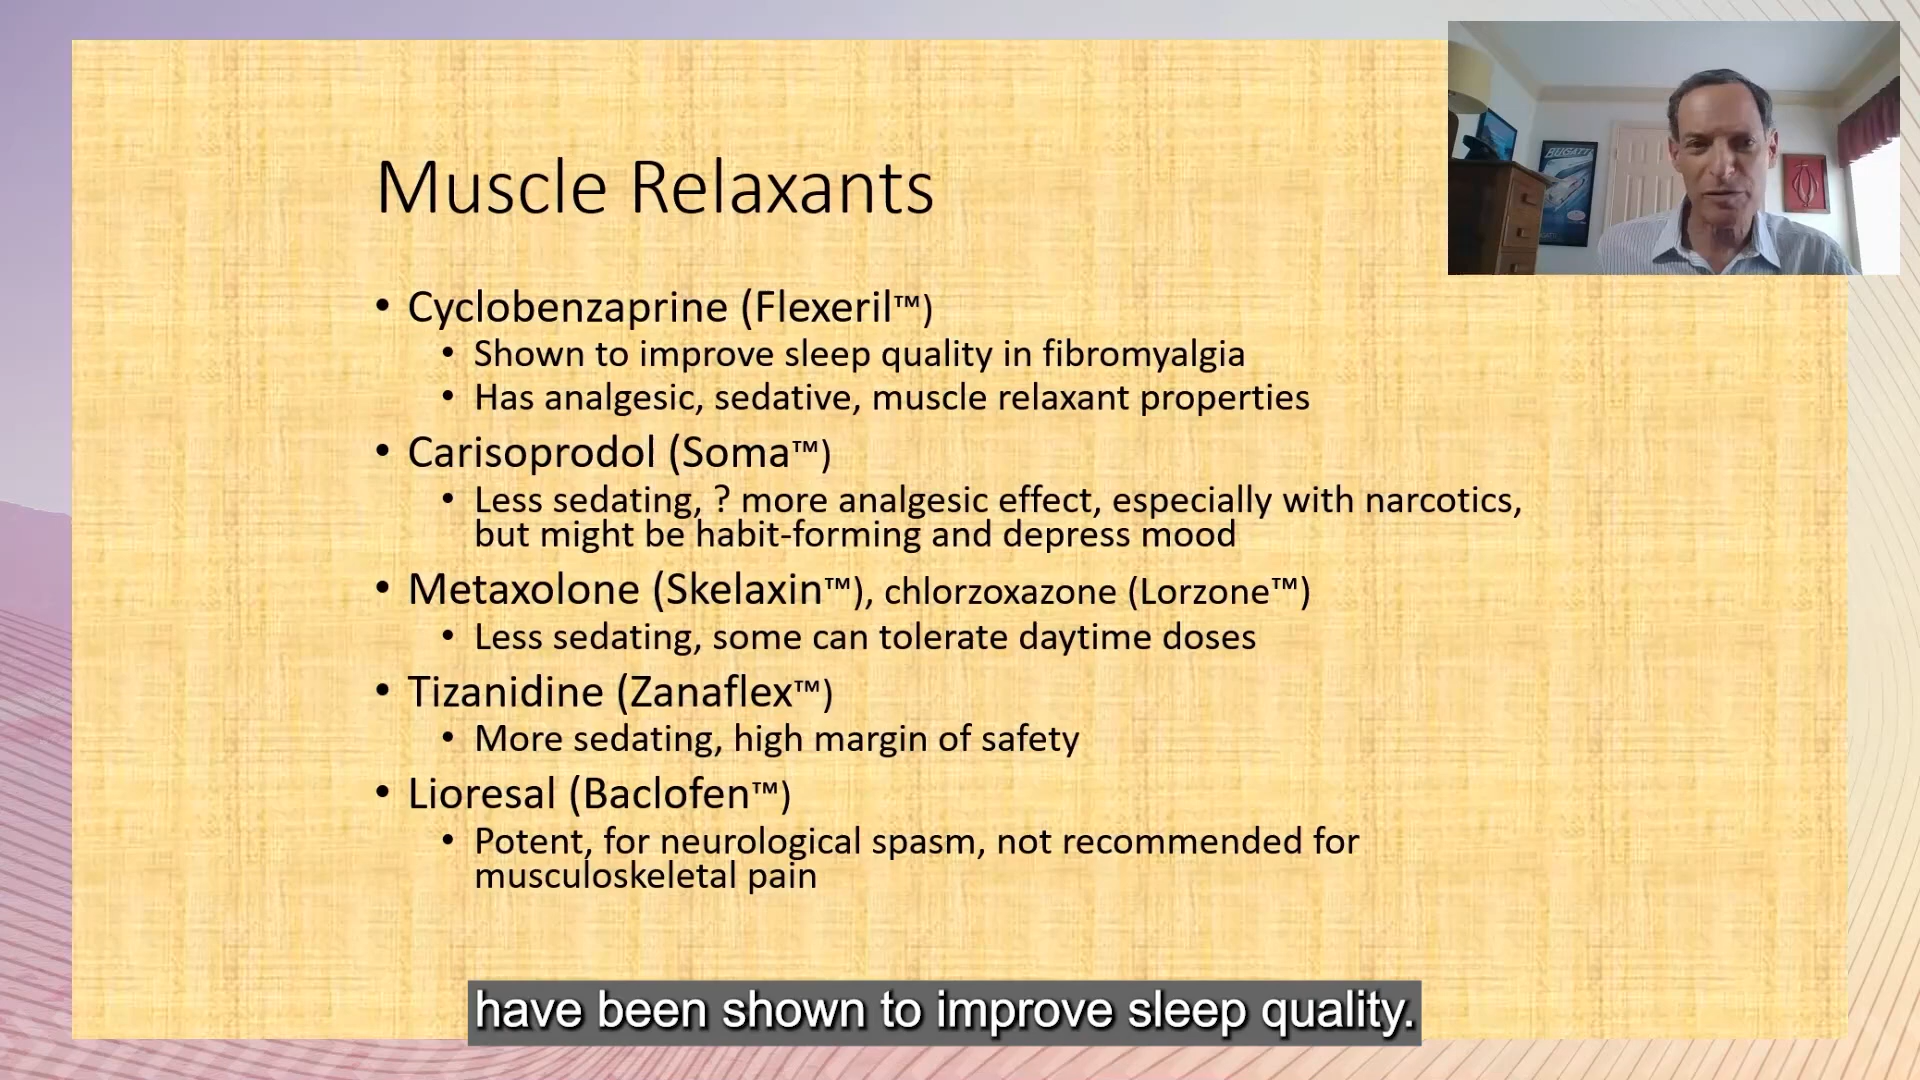 BUGATTI
Muscle Relaxants
• Cyclobenzaprine (Flexeril™)
• Shown to improve sleep quality in fibromyalgia
• Has analgesic, sedative, muscle relaxant properties
• Carisoprodol (Soma™)
• Less sedating, ? more analgesic effect, especially with narcotics,
but might be habit-forming and depress mood
• Metaxolone (Skelaxin™), chlorzoxazone (Lorzone™)
• Less sedating, some can tolerate daytime doses
• Tizanidine (Zanaflex™)
• More sedating, high margin of safety
• Lioresal (Baclofen™)
• Potent, for neurological spasm, not recommended for
musculoskeletal pain
have been shown to improve sleep quality.